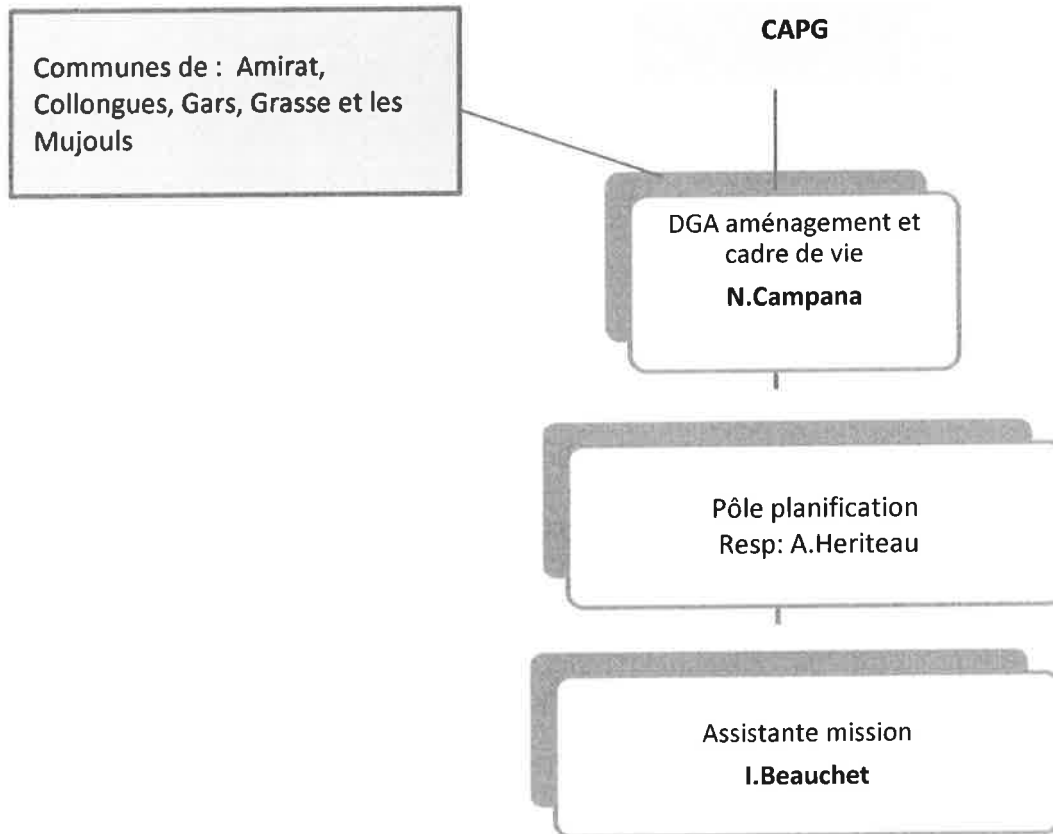 CAPG
Communes de : Amirat,
Collongues, Gars, Grasse et les
Mujouls
DGA aménagement et
cadre de vie
N.Campana
Pôle planification
Resp: A.Heriteau
Assistante mission
I.Beauchet